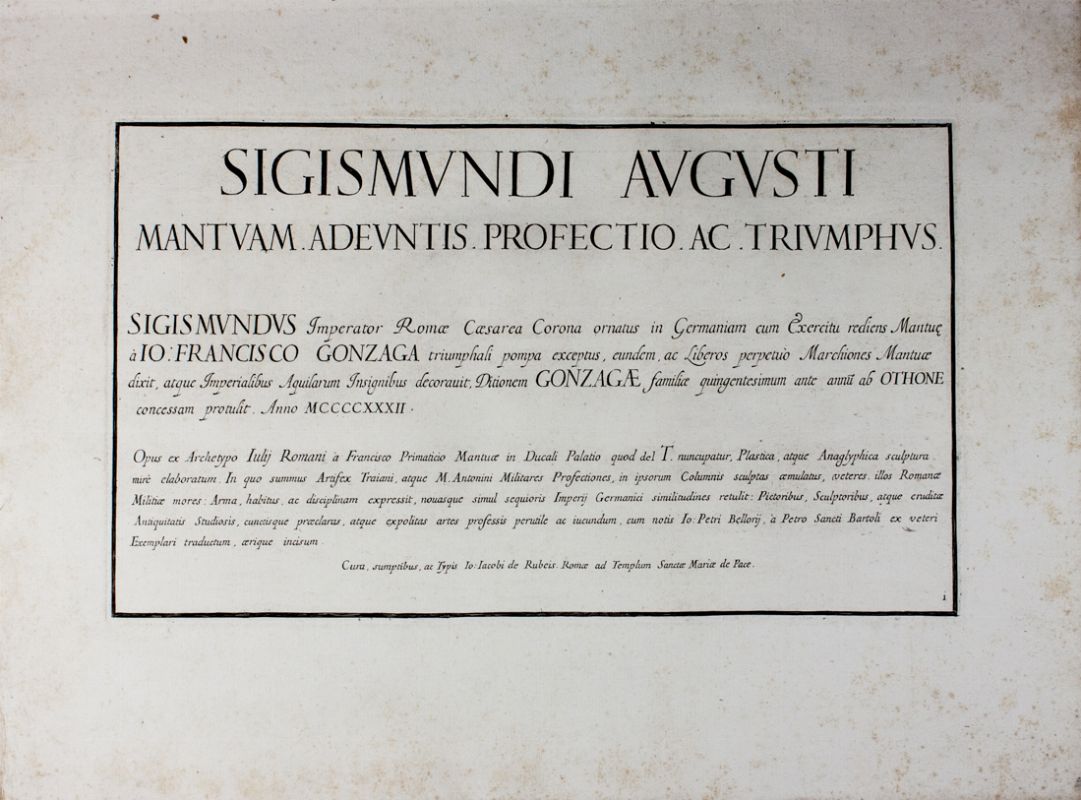 SIGISMVNDI AVGVSTI
MANTVAM . ADEVNTIS . PROFECTIO . AC . TRIVMPHVS .
SIGISMVNDVS Imperator Romæ Cæsarea Corona ornatus in Germaniam cum Exercitu rediens Mantuę
à IO: FRANCISCO GONZAGA triumphali pompa exceptus, eundem, ac Liberos perpetuò Marchiones Mantuæ
dixit, atque Imperialibus Aquilarum Insignibus decorauit, Ditionem GONZAGÆ familiæ quingentesimum ante annũ ab OTHONE
concessam protulit. Anno MCCCCXXXII.
Opus ex Archetypo Iulij Romani a Francisco Primaticio Mantuæ in Ducali Palatio quod del T. nuncupatur, Plastica, atque Anaglyphica sculptura
mirè elaboratum. In quo summus Artifex Traiani, atque M. Antonini Militares Profectiones, in ipsorum Columnis sculptas æmulatus, veteres illos Romanæ
Militiæ mores: Arma, habitus, ac disciplinam expressit, nouasque simul sequioris Imperij Germanici similitudines retulit: Pictoribus, Sculptoribus, atque eruditæ
Antiquitatis Studiosis, cunctisque præclaras, atque expolitas artes professis perutile ac iucundum, cum notis Io: Petri Bellorij, à Petro Sancti Bartoli ex veteri
Exemplari traductum, ærique incisum.
Cura, sumptibus, ac Typis Io: Iacobi de Rubeis. Romæ ad Templum Sanctæ Mariæ de Pace.
1